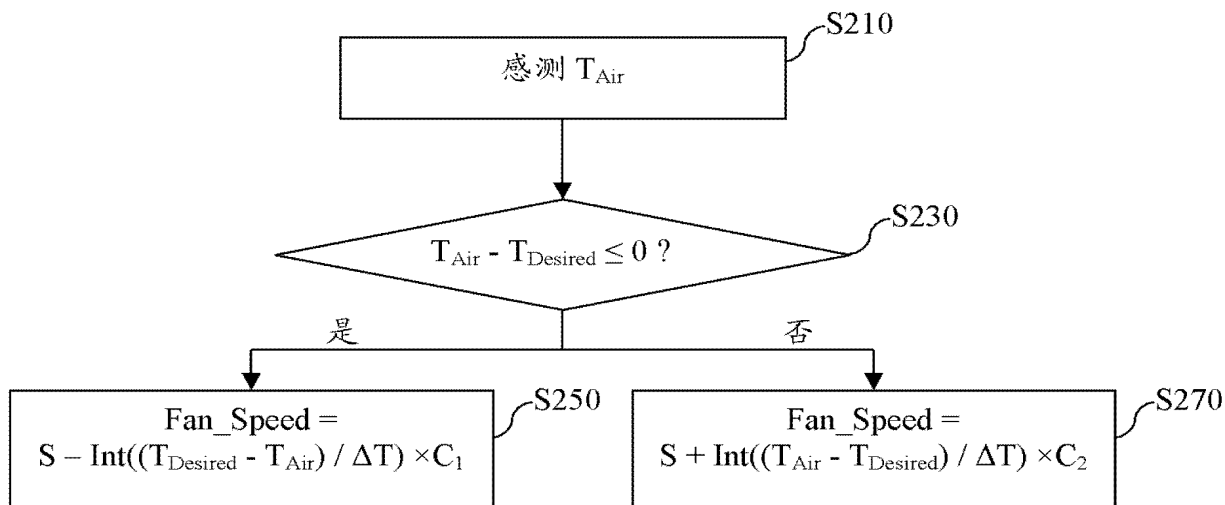 S210
感测 T_Air
S230
T_Air - T_Desired ≤ 0 ?
是
否
S250
Fan_Speed =
S – Int((T_Desired - T_Air) / ΔT) ×C_1
S270
Fan_Speed =
S + Int((T_Air - T_Desired) / ΔT) ×C_2